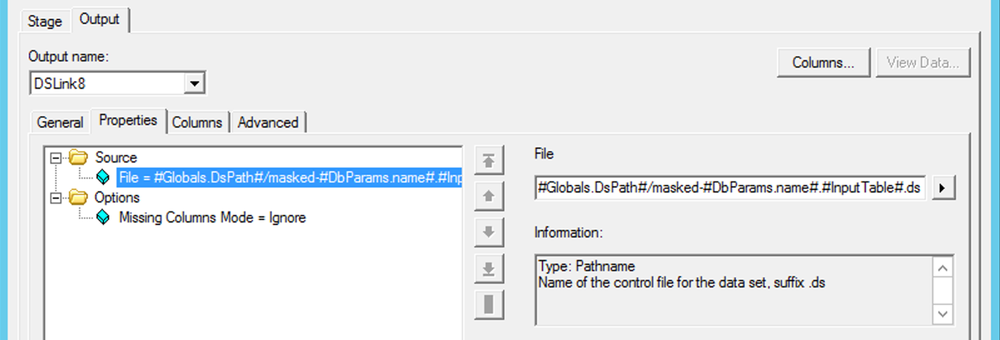 Stage Output
Output name:
DSLink8
Columns... View Data...
General Properties Columns Advanced
Source
File = #Globals.DsPath#/masked-#DbParams.name#.#Inp
Options
Missing Columns Mode = Ignore
File
#Globals.DsPath#/masked-#DbParams.name#.#InputTable#.ds
Information:
Type: Pathname
Name of the control file for the data set, suffix .ds